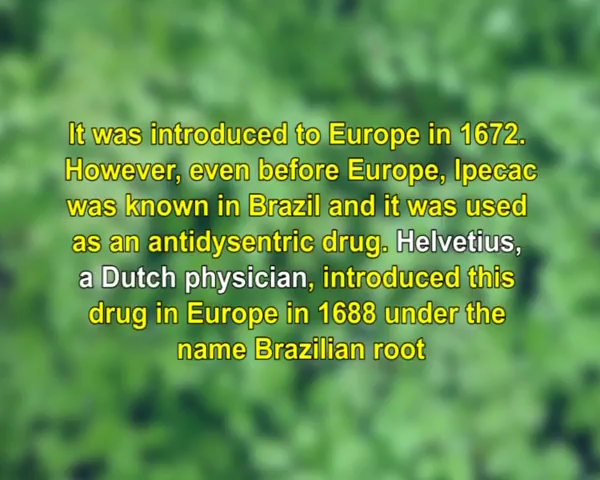 It was introduced to Europe in 1672.
However, even before Europe, Ipecac
was known in Brazil and it was used
as an antidysentric drug. Helvetius,
a Dutch physician, introduced this
drug in Europe in 1688 under the
name Brazilian root